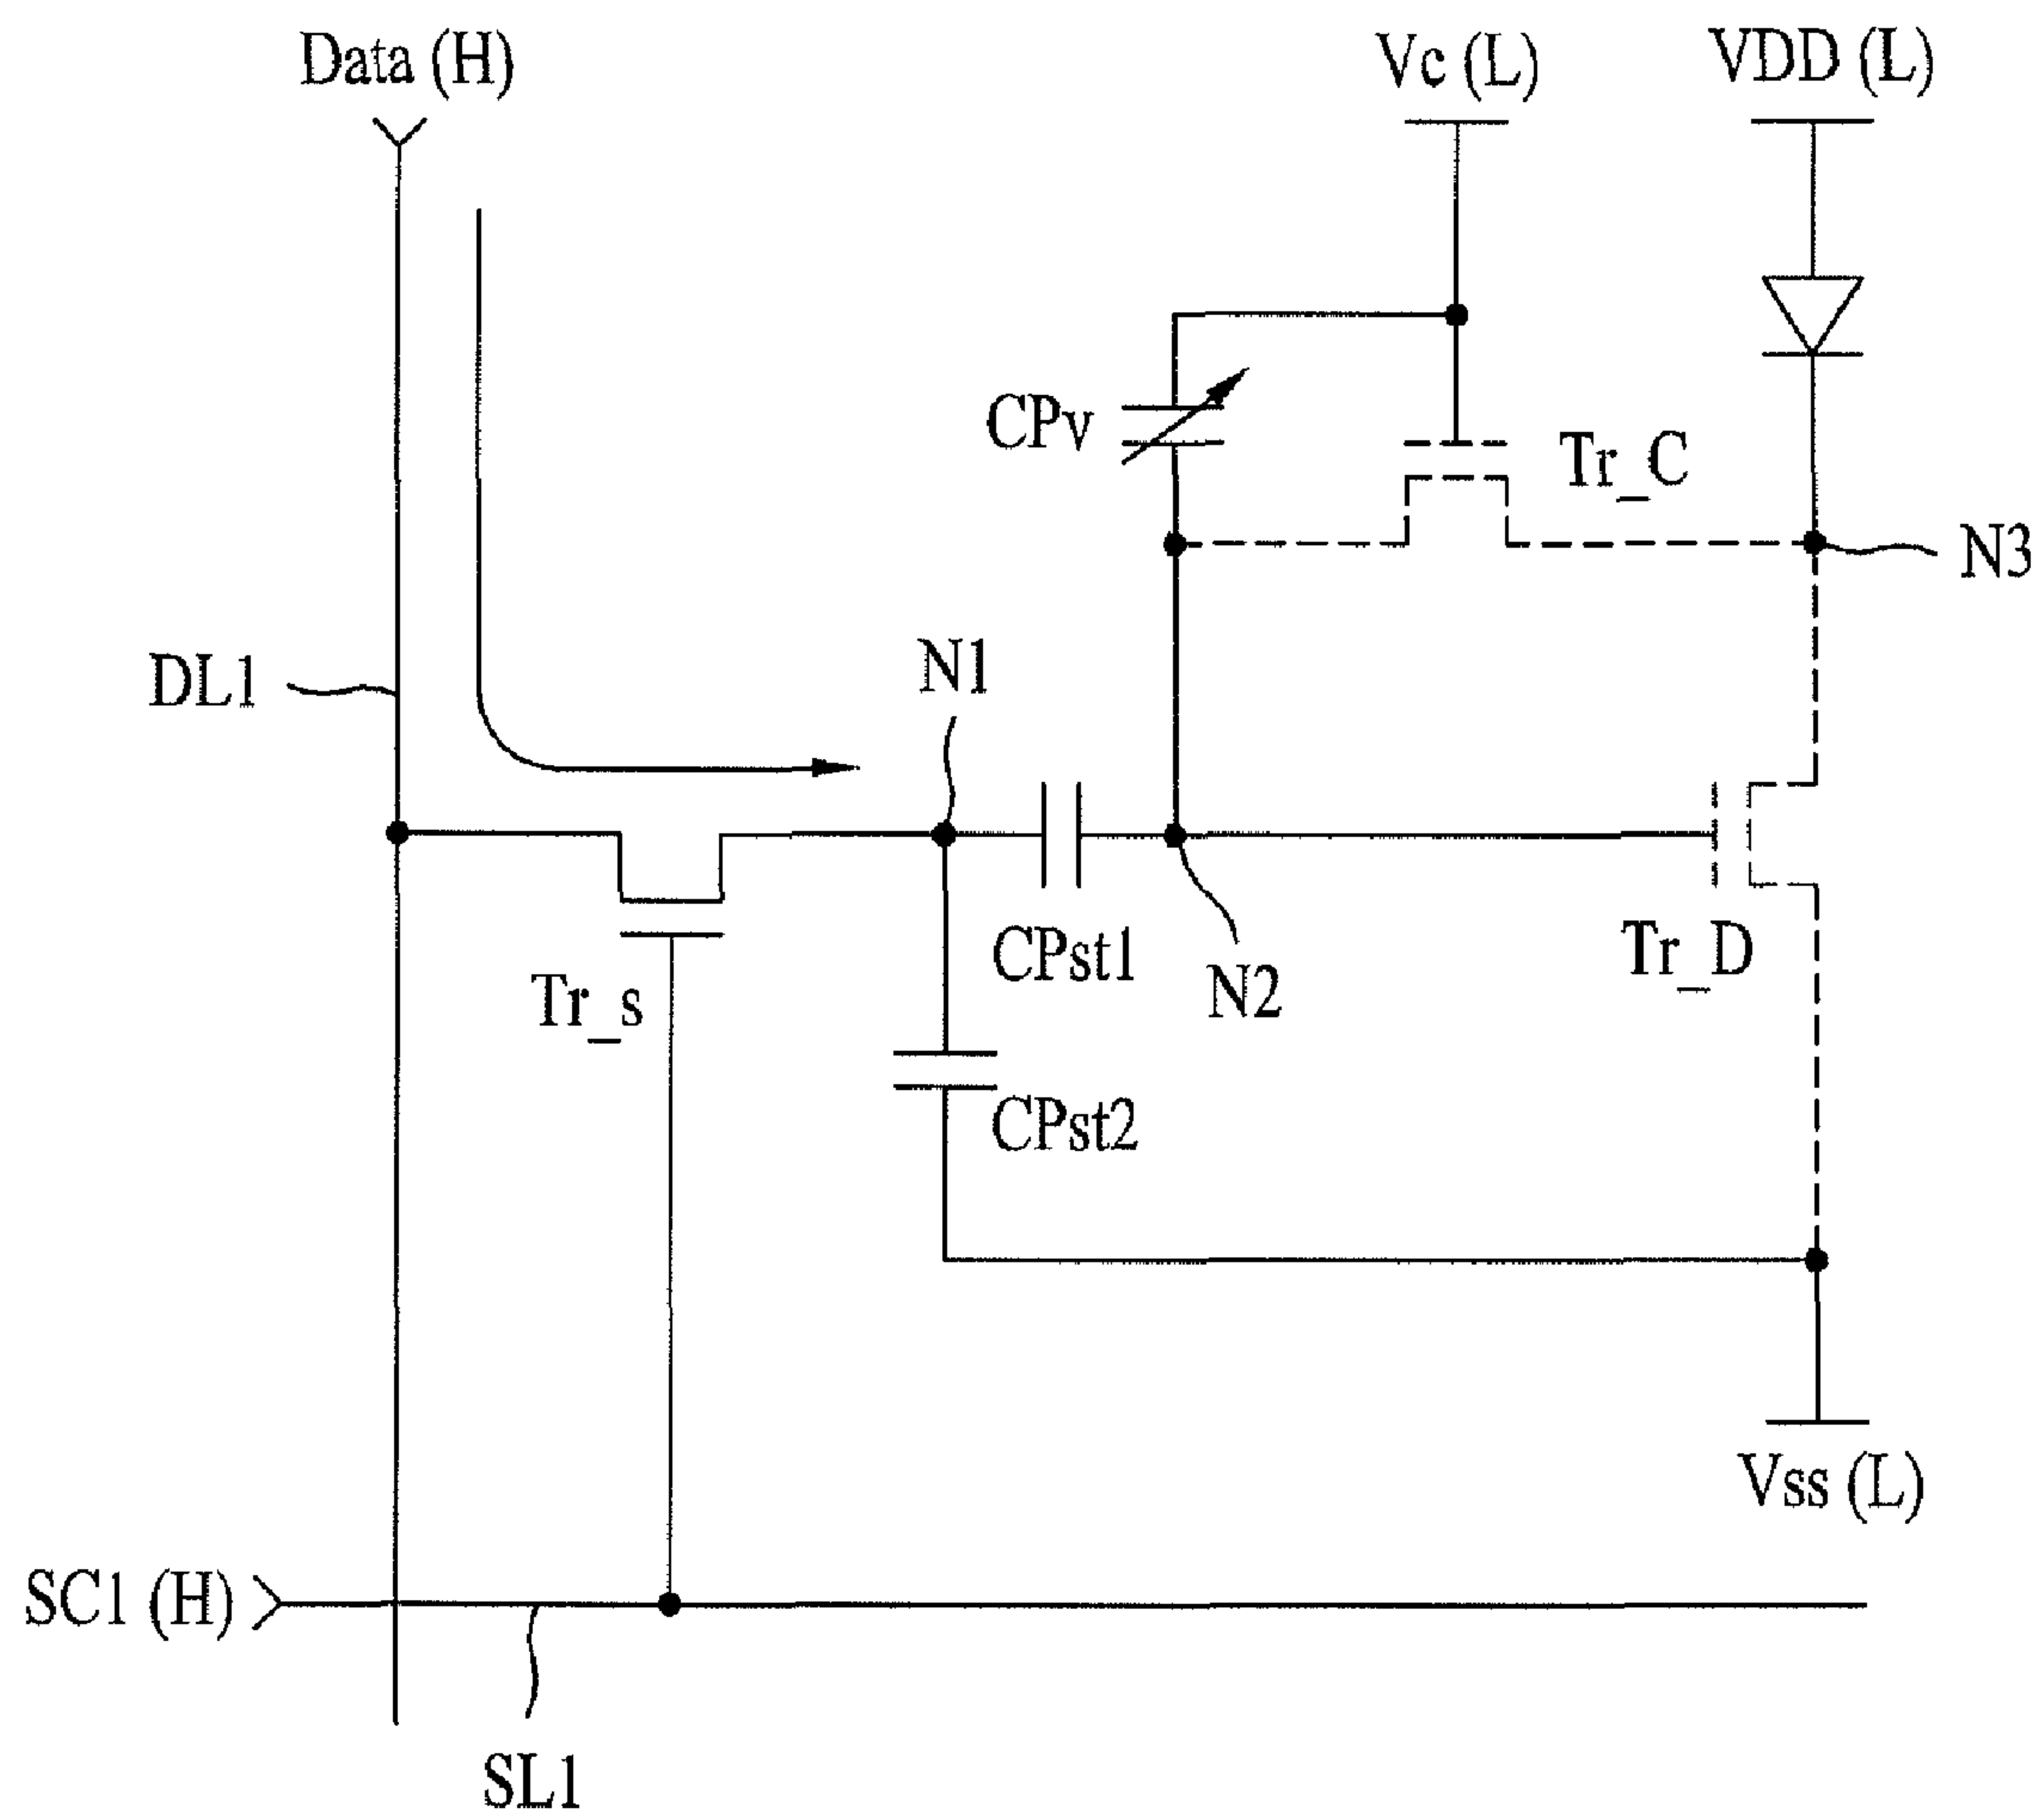 Data (H)
Vc (L)
VDD (L)
CPv
Tr_C
N3
DL1
N1
CPst1
N2
Tr_D
Tr_s
CPst2
Vss (L)
SC1 (H)
SL1